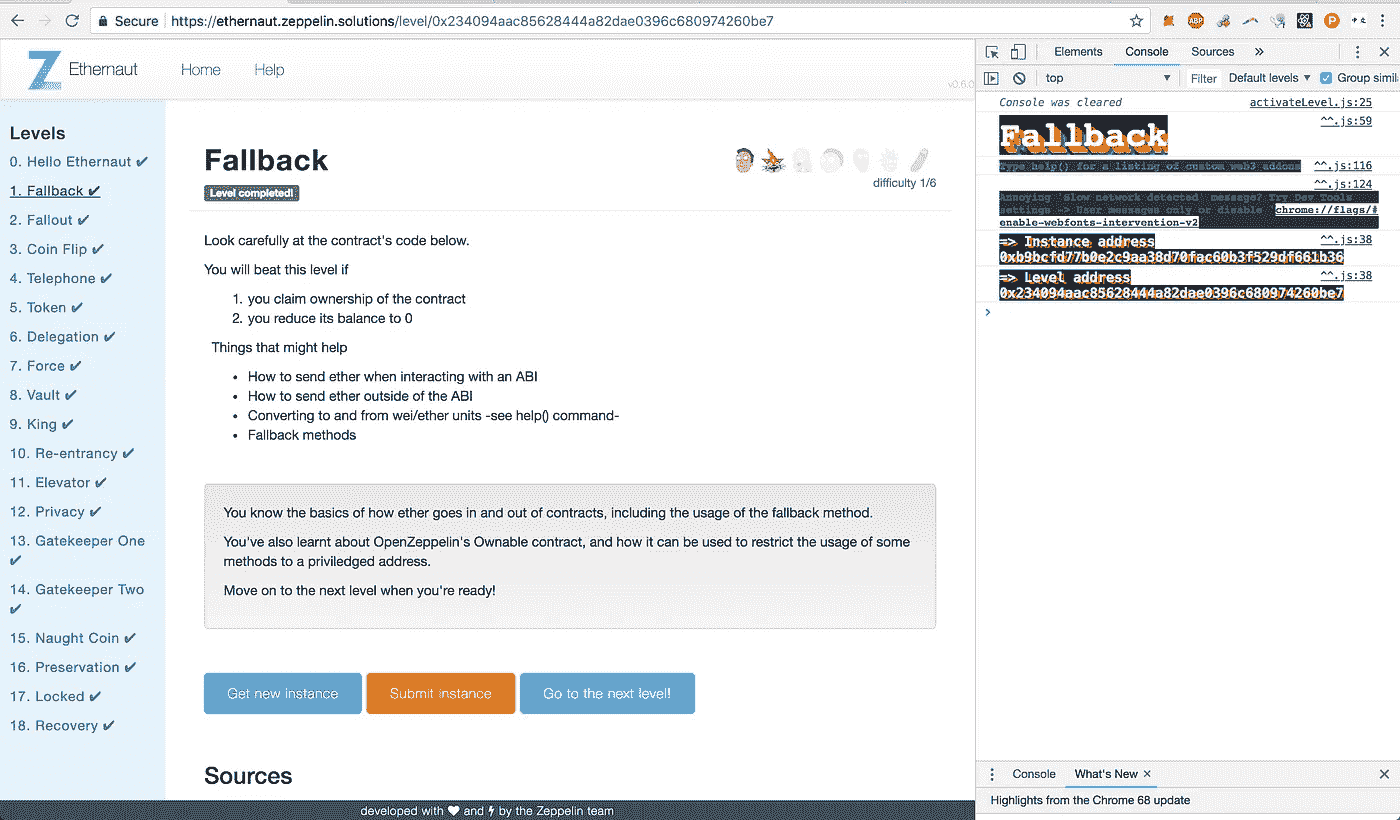 Secure https://ethernaut.zeppelin.solutions/level/0x234094aac85628444a82dae0396c680974260be7
ABP
P
Ethernaut
Home
Help
v0.6.0
Levels
0. Hello Ethernaut ✔
1. Fallback ✔
2. Fallout ✔
3. Coin Flip ✔
4. Telephone ✔
5. Token ✔
6. Delegation ✔
7. Force ✔
8. Vault ✔
9. King ✔
10. Re-entrancy ✔
11. Elevator ✔
12. Privacy ✔
13. Gatekeeper One
✔
14. Gatekeeper Two
✔
15. Naught Coin ✔
16. Preservation ✔
17. Locked ✔
18. Recovery ✔
Fallback
Level completed!
difficulty 1/6
Look carefully at the contract's code below.
You will beat this level if
1. you claim ownership of the contract
2. you reduce its balance to 0
Things that might help
• How to send ether when interacting with an ABI
• How to send ether outside of the ABI
• Converting to and from wei/ether units -see help() command-
• Fallback methods
You know the basics of how ether goes in and out of contracts, including the usage of the fallback method.
You've also learnt about OpenZeppelin's Ownable contract, and how it can be used to restrict the usage of some
methods to a priviledged address.
Move on to the next level when you're ready!
Get new instance
Submit instance
Go to the next level!
Sources
developed with ♥ and ⚡ by the Zeppelin team
Elements Console Sources »
top Filter Default levels ▼ Group simil
Console was cleared activateLevel.js:25
Fallback ^^.js:59
Type help() for a listing of custom web3 addons ^^.js:116
^^.js:124
Annoying 'Slow network detected' message? Try Dev Tools
settings -> User messages only or disable 'chrome://flags/#
enable-webfonts-intervention-v2
=> Instance address ^^.js:38
0xb9bcfd77b0e2c9aa38d70fac60b3f529df661b36
=> Level address ^^.js:38
0x234094aac85628444a82dae0396c680974260be7
Console What's New ×
Highlights from the Chrome 68 update